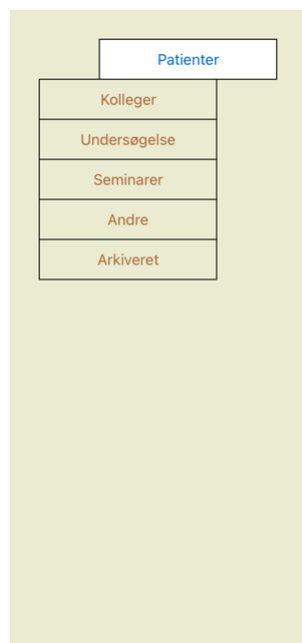 Patienter
Kolleger
Undersøgelse
Seminarer
Andre
Arkiveret